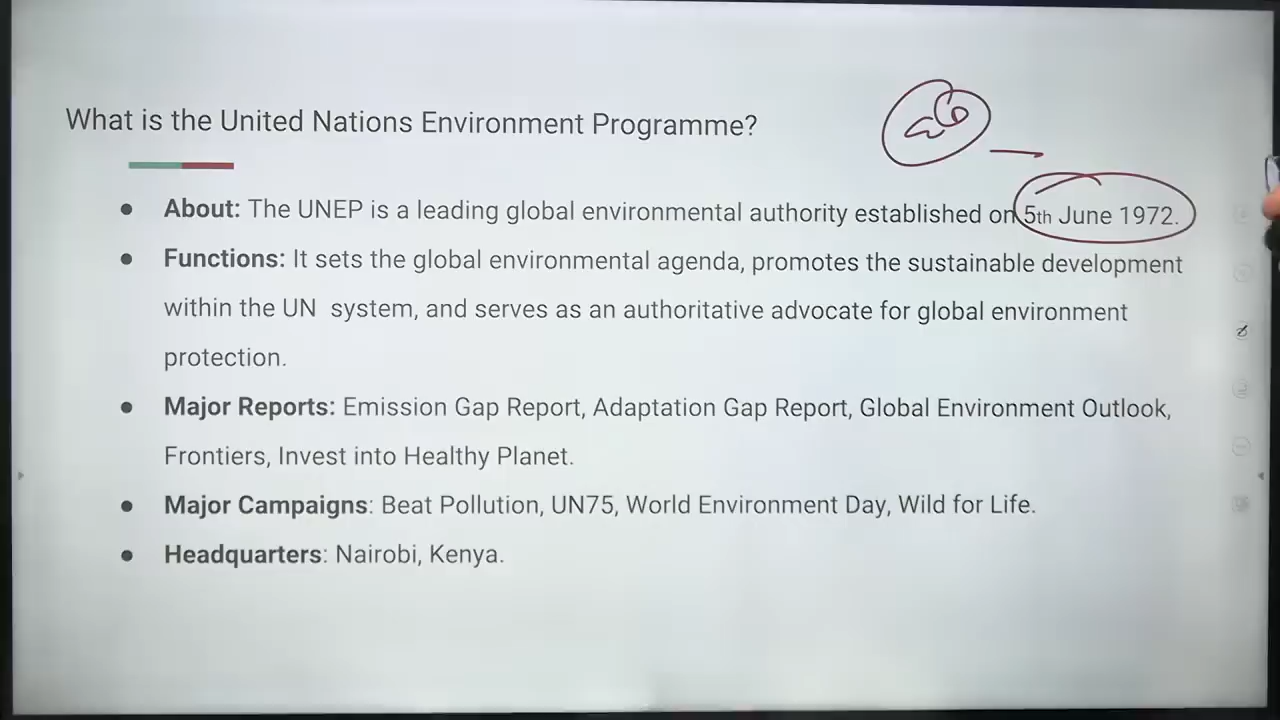 What is the United Nations Environment Programme?
● About: The UNEP is a leading global environmental authority established on 5th June 1972.
● Functions: It sets the global environmental agenda, promotes the sustainable development
within the UN system, and serves as an authoritative advocate for global environment
protection.
● Major Reports: Emission Gap Report, Adaptation Gap Report, Global Environment Outlook,
Frontiers, Invest into Healthy Planet.
● Major Campaigns: Beat Pollution, UN75, World Environment Day, Wild for Life.
● Headquarters: Nairobi, Kenya.